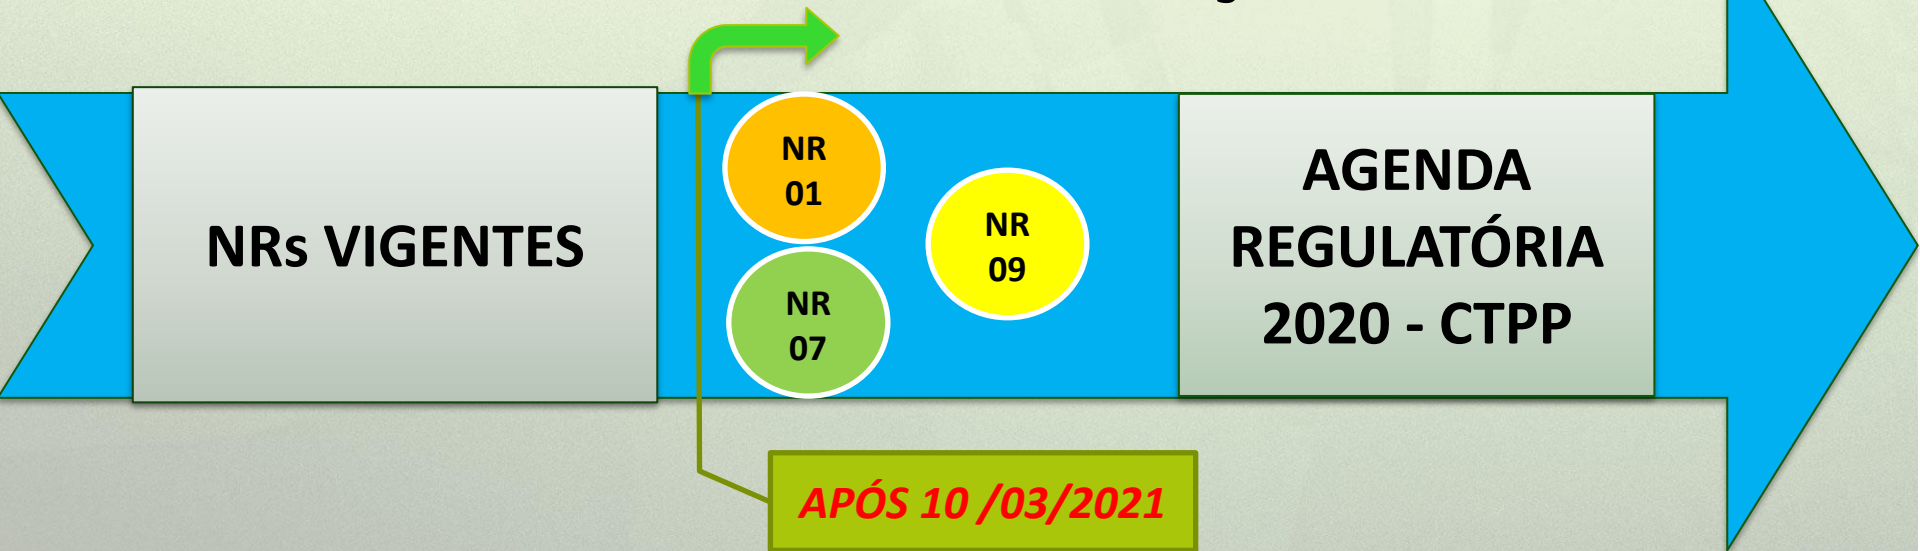 NRs VIGENTES
NR
01
NR
07
NR
09
AGENDA
REGULATÓRIA
2020 - CTPP
APÓS 10 /03/2021